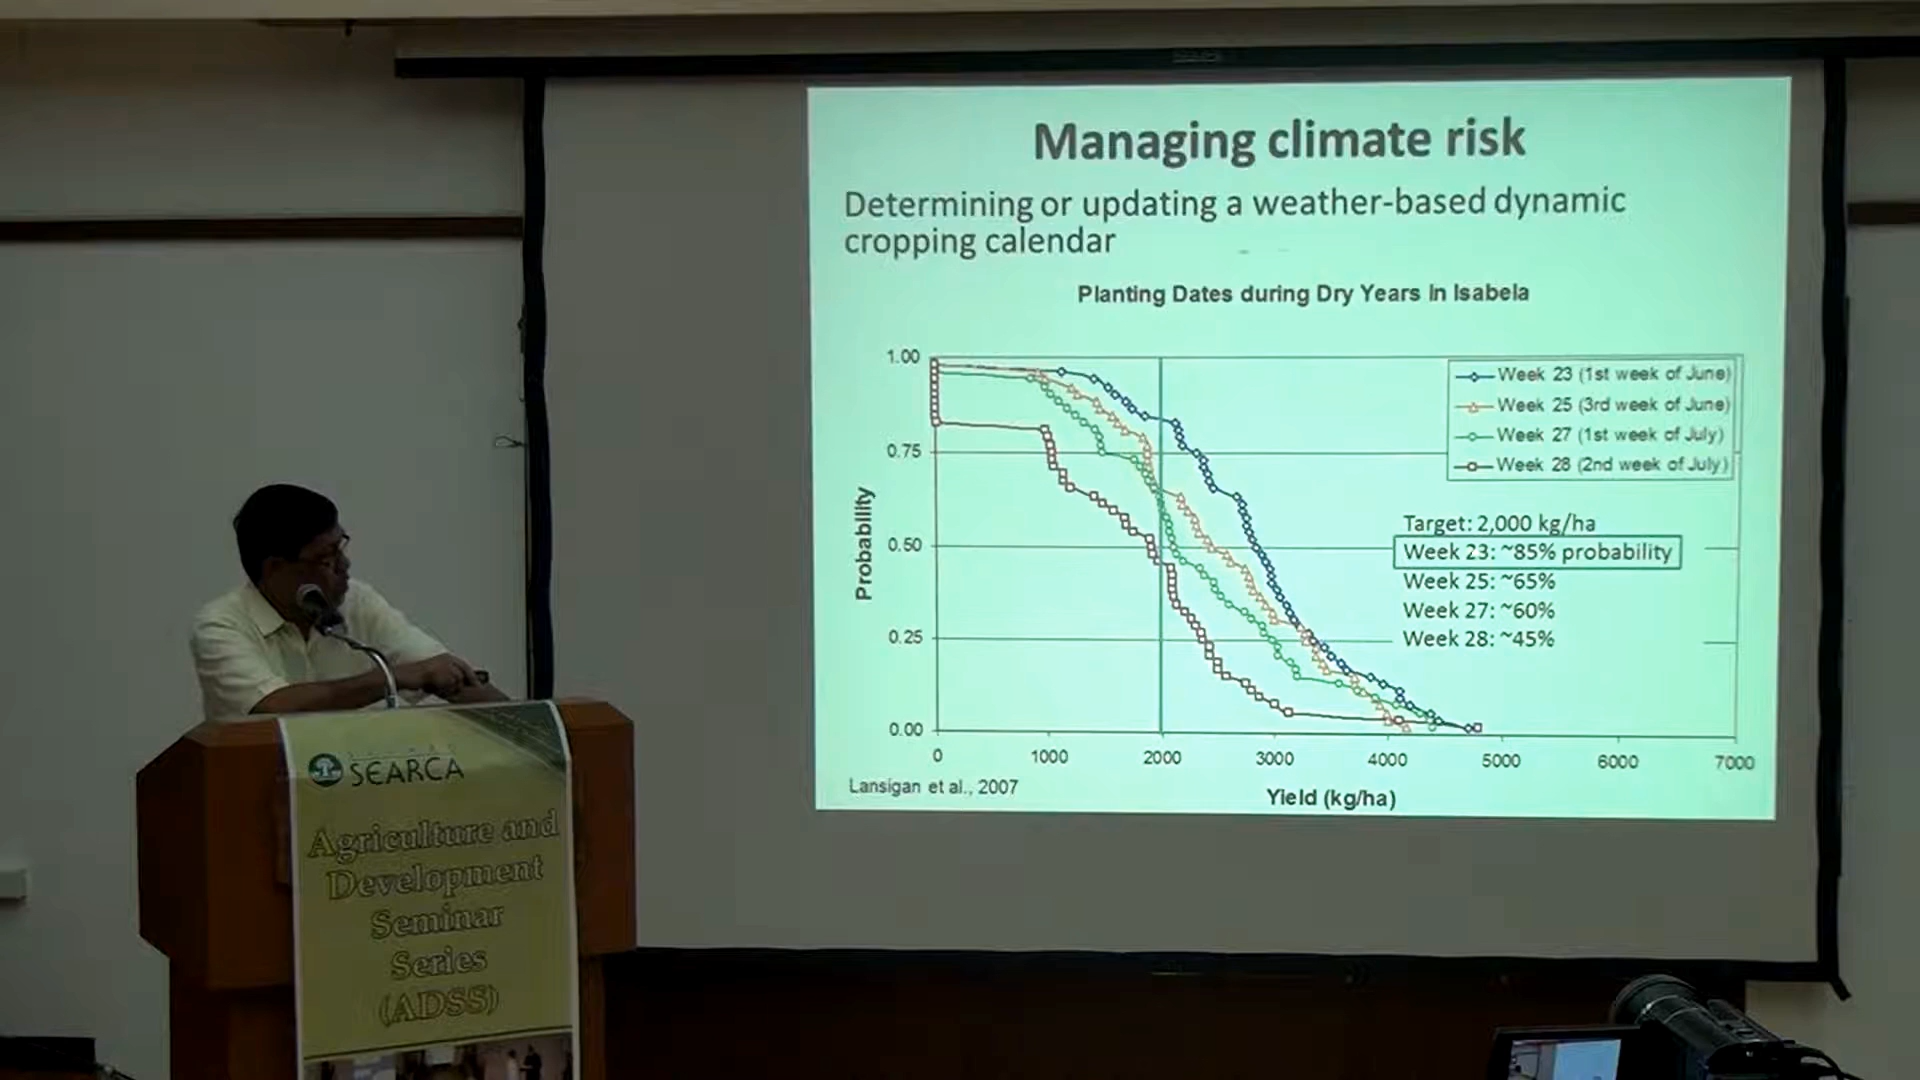 Managing climate risk
Determining or updating a weather-based dynamic
cropping calendar
Planting Dates during Dry Years in Isabela
1.00
0.75
0.50
0.25
0.00
Probability
Week 23 (1st week of June)
Week 25 (3rd week of June)
Week 27 (1st week of July)
Week 28 (2nd week of July)
Target: 2,000 kg/ha
Week 23: ~85% probability
Week 25: ~65%
Week 27: ~60%
Week 28: ~45%
0 1000 2000 3000 4000 5000 6000 7000
Lansigan et al., 2007
Yield (kg/ha)
SEARCA
Agriculture and
Development
Seminar
Series
(ADSS)